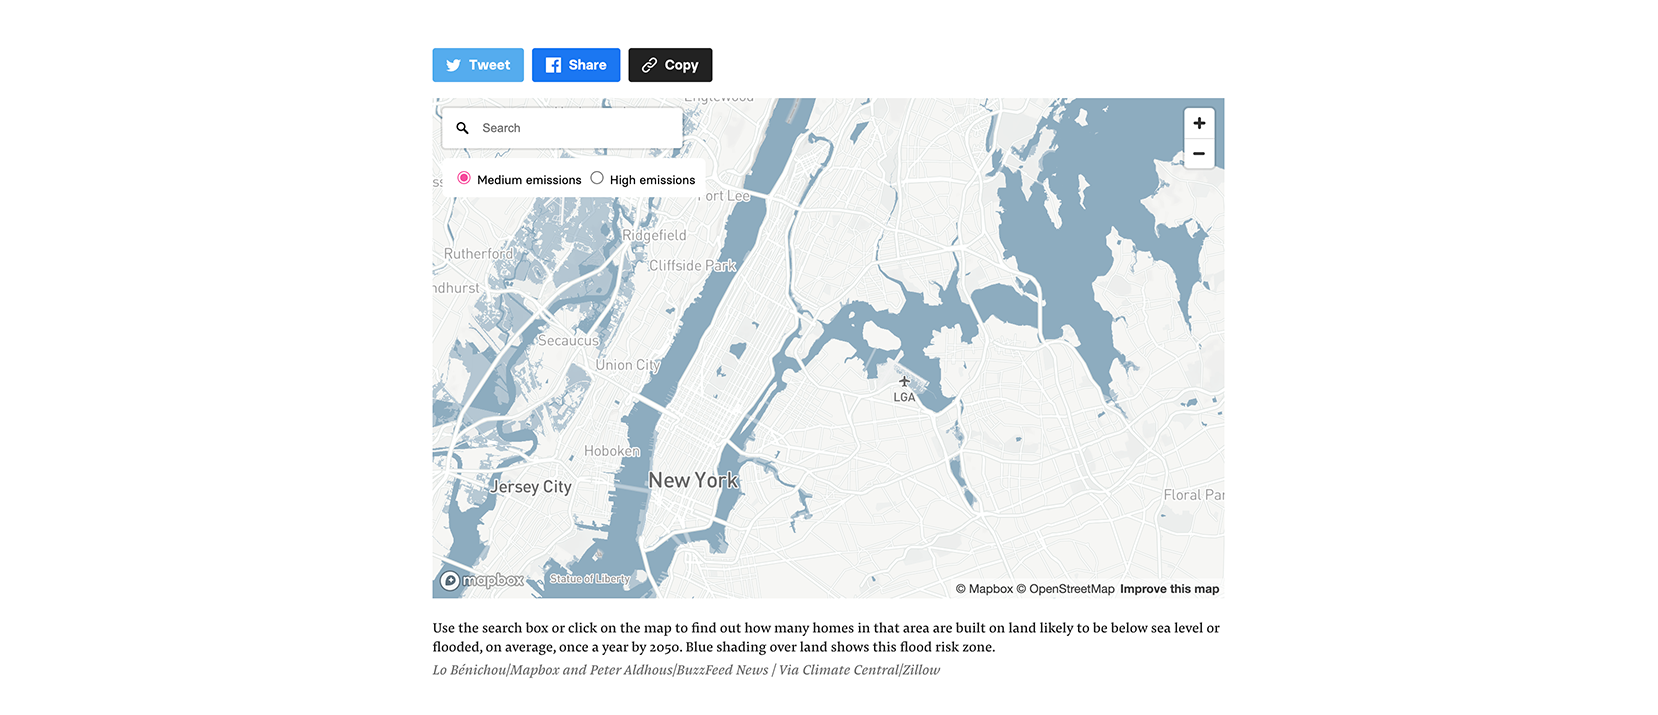 Tweet Share Copy
Englewood
Search
Medium emissions High emissions
Fort Lee
Ridgefield
Rutherford
Cliffside Park
ndhurst
Secaucus
Union City
LGA
Hoboken
New York
Jersey City
Floral Par
Statue of Liberty
mapbox
© Mapbox © OpenStreetMap Improve this map
Use the search box or click on the map to find out how many homes in that area are built on land likely to be below sea level or
flooded, on average, once a year by 2050. Blue shading over land shows this flood risk zone.
Lo Bénichou/Mapbox and Peter Aldhous/BuzzFeed News / Via Climate Central/Zillow